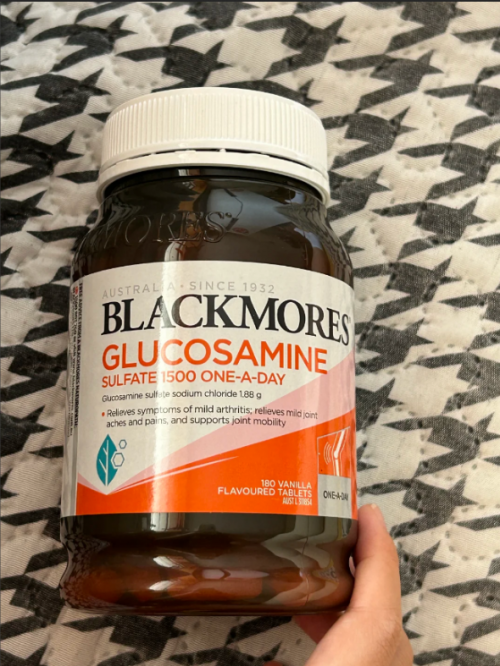 AUSTRALIA • SINCE 1932
BLACKMORES
GLUCOSAMINE
SULFATE 1500 ONE-A-DAY
Glucosamine sulfate sodium chloride 1.88 g
• Relieves symptoms of mild arthritis; relieves mild joint
aches and pains, and supports joint mobility
180 VANILLA
FLAVOURED TABLETS
AUST L
ONE-A-DAY